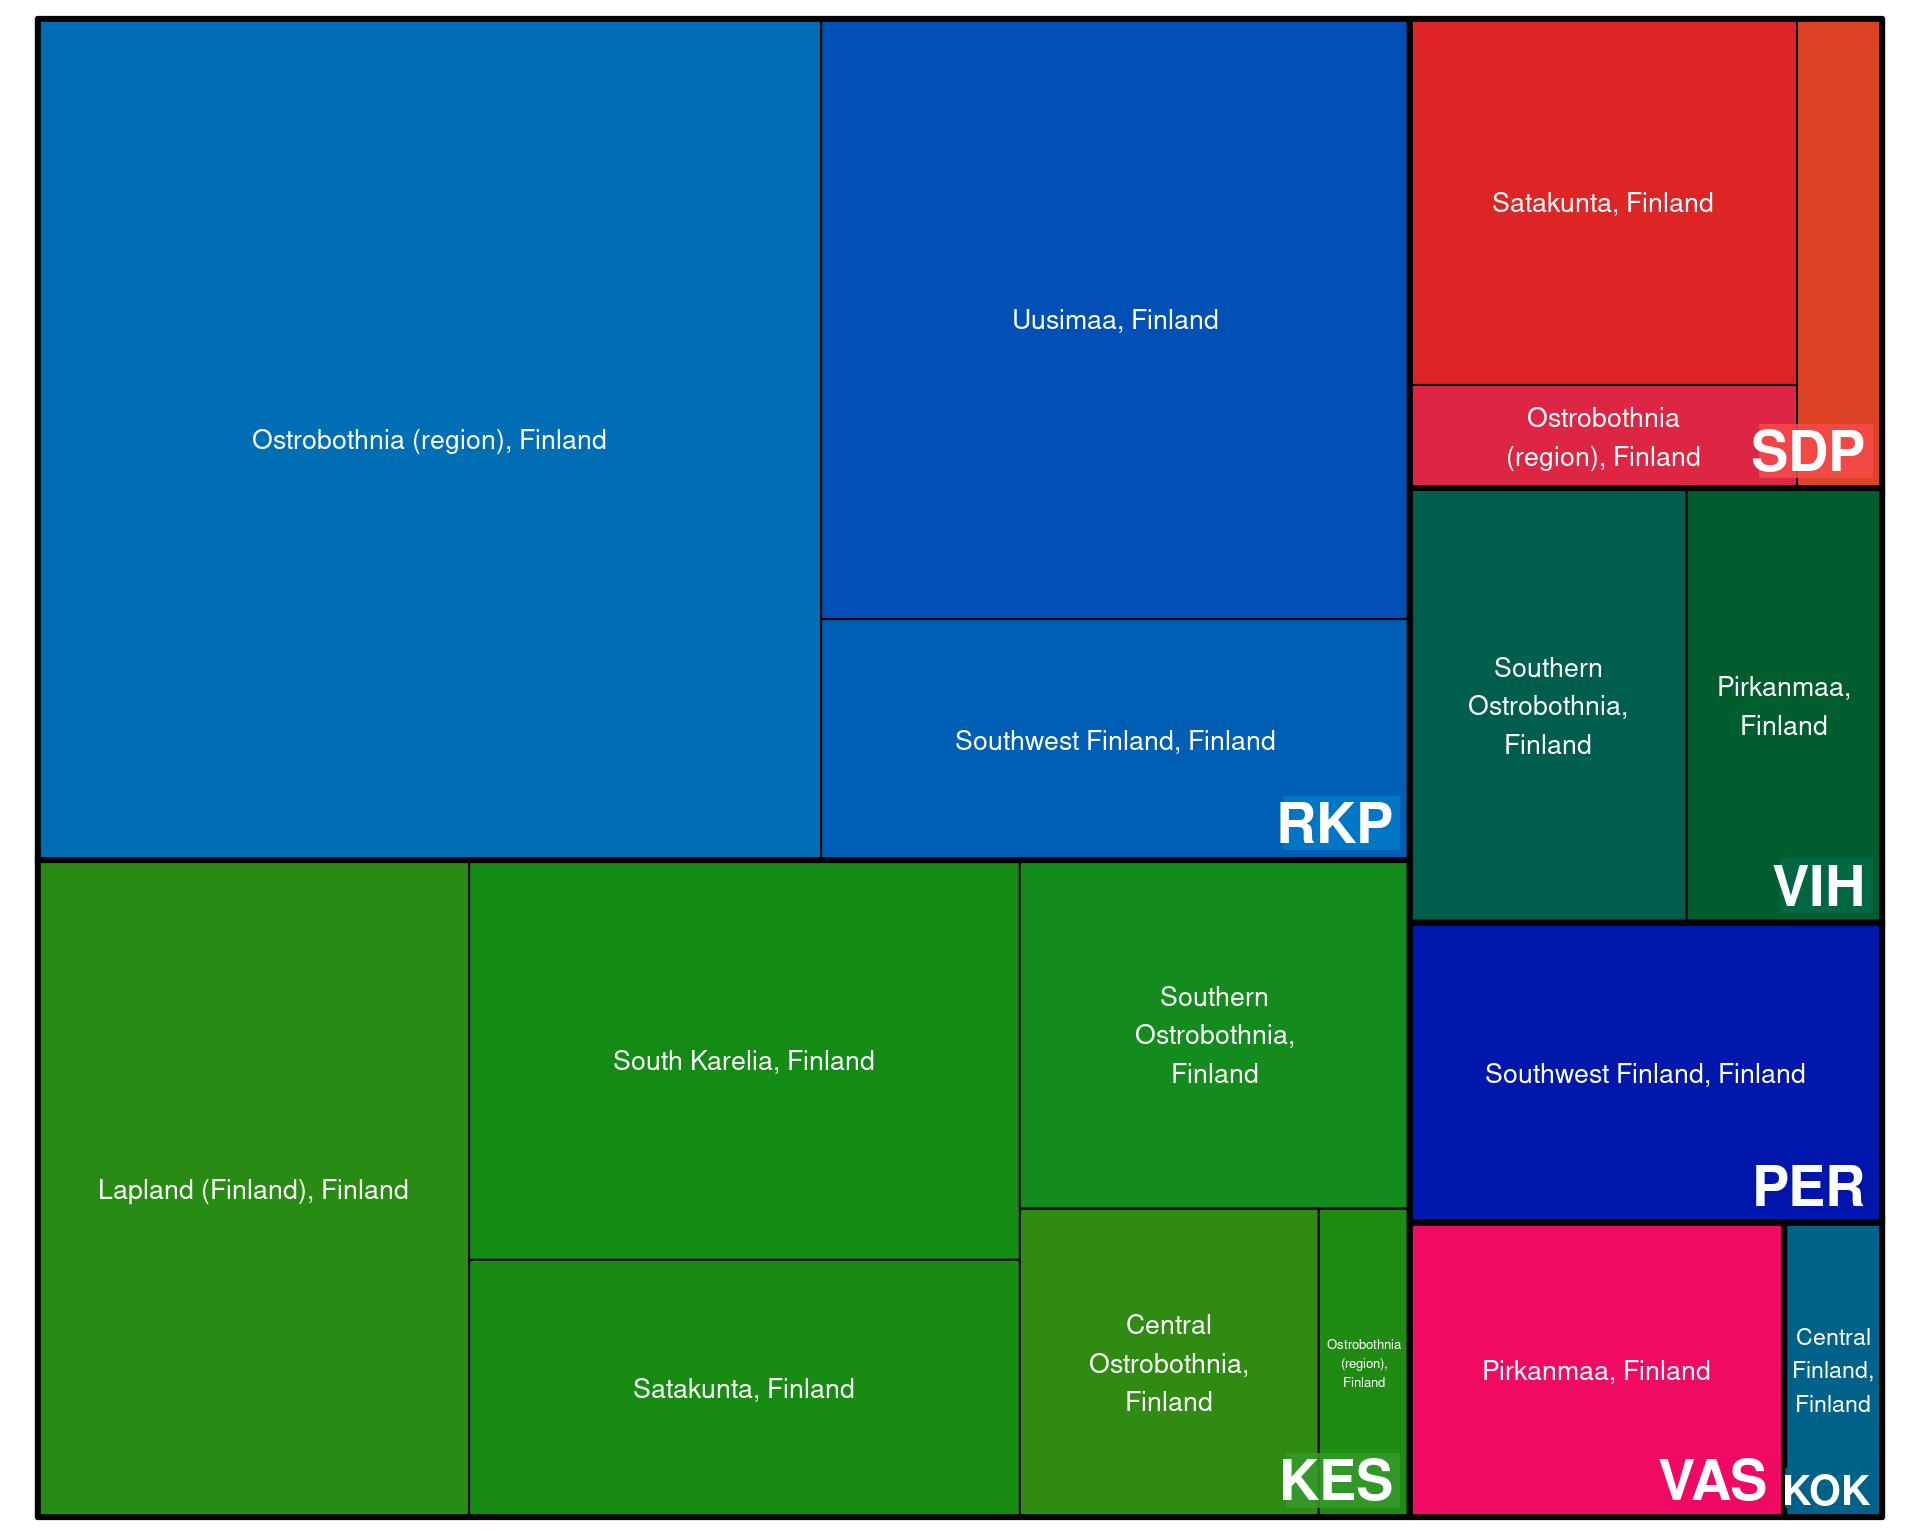 Ostrobothnia (region), Finland
Uusimaa, Finland
Southwest Finland, Finland
RKP
Lapland (Finland), Finland
South Karelia, Finland
Satakunta, Finland
Southern
Ostrobothnia,
Finland
Central
Ostrobothnia,
Finland
Ostrobothnia
(region),
Finland
KES
Satakunta, Finland
Ostrobothnia
(region), Finland
SDP
Southern
Ostrobothnia,
Finland
Pirkanmaa,
Finland
VIH
Southwest Finland, Finland
PER
Pirkanmaa, Finland
VAS
Central
Finland,
Finland
KOK